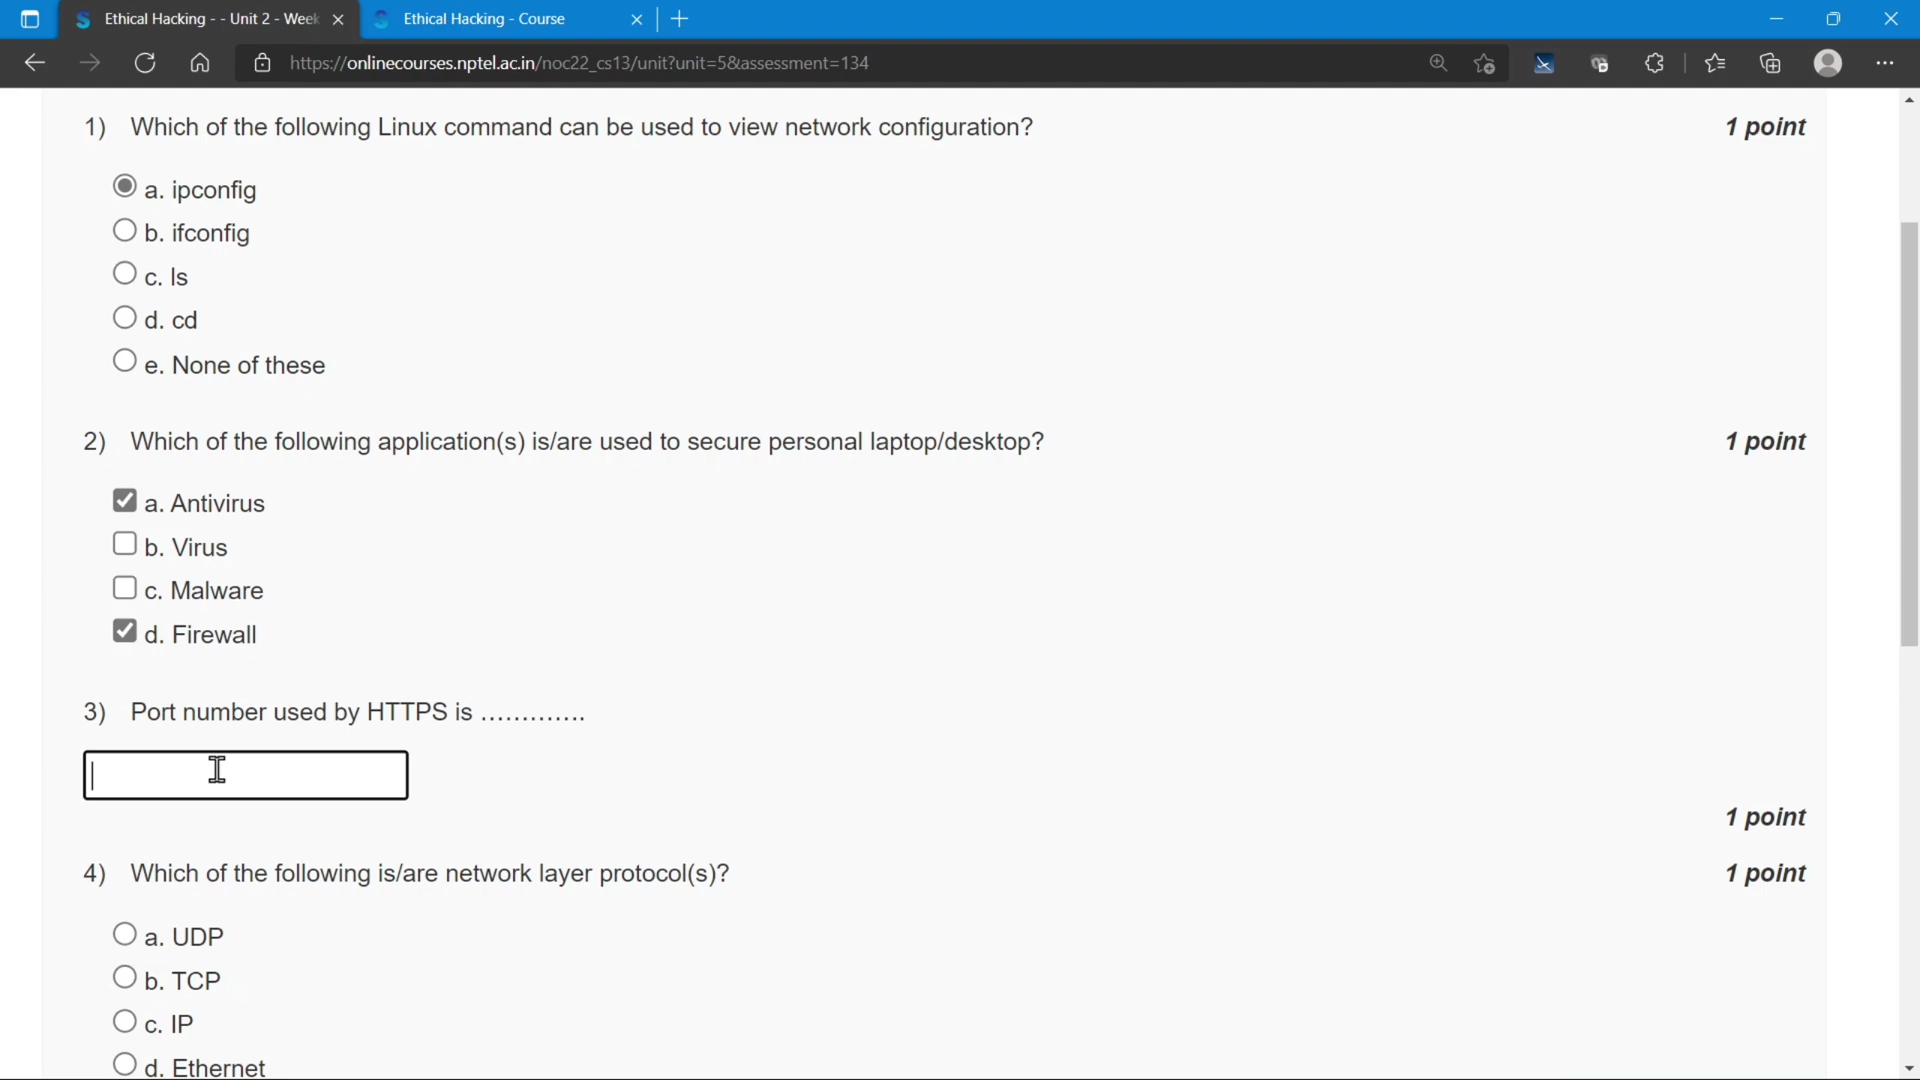 Ethical Hacking - - Unit 2 - Week
Ethical Hacking - Course
https://onlinecourses.nptel.ac.in/noc22_cs13/unit?unit=5&assessment=134
1) Which of the following Linux command can be used to view network configuration? 1 point
a. ipconfig
b. ifconfig
c. ls
d. cd
e. None of these
2) Which of the following application(s) is/are used to secure personal laptop/desktop? 1 point
a. Antivirus
b. Virus
c. Malware
d. Firewall
3) Port number used by HTTPS is .............
1 point
4) Which of the following is/are network layer protocol(s)? 1 point
a. UDP
b. TCP
c. IP
d. Ethernet